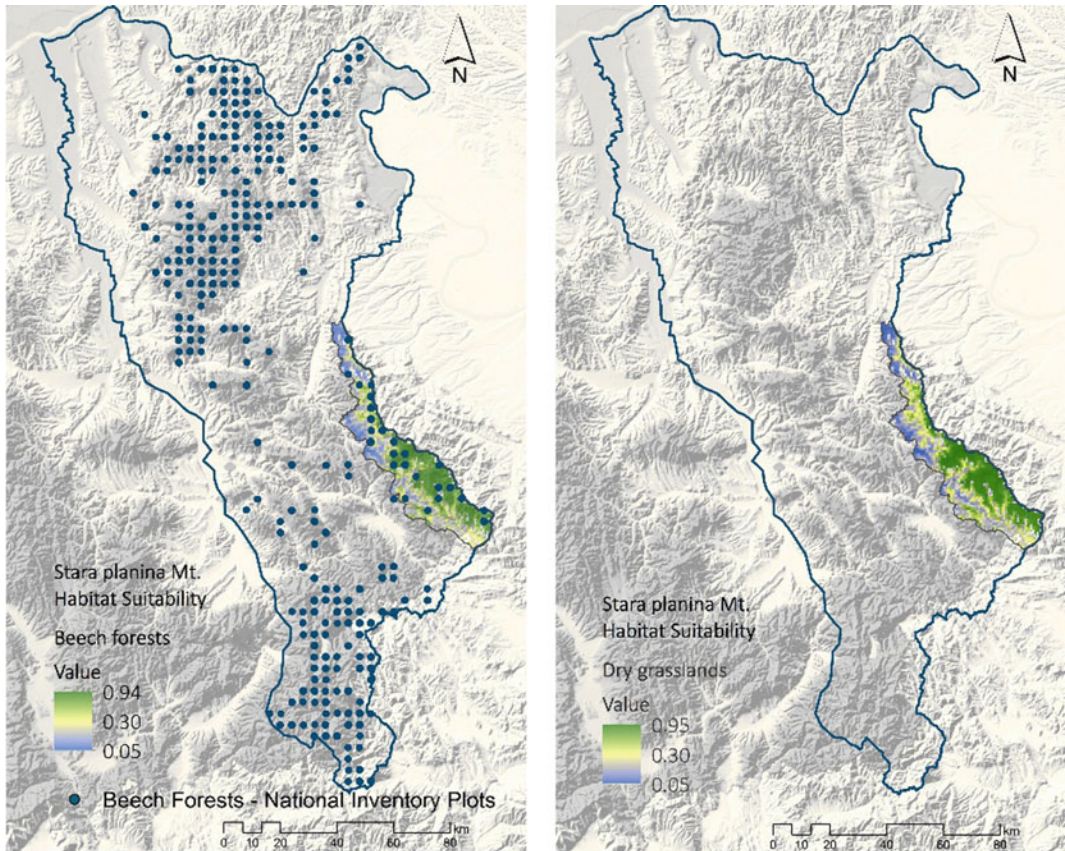 N
Stara planina Mt.
Habitat Suitability
Beech forests
Value
0.94
0.30
0.05
Beech Forests - National Inventory Plots
0 20 40 60 80
km
N
Stara planina Mt.
Habitat Suitability
Dry grasslands
Value
0.95
0.30
0.05
0 20 40 60 80
km